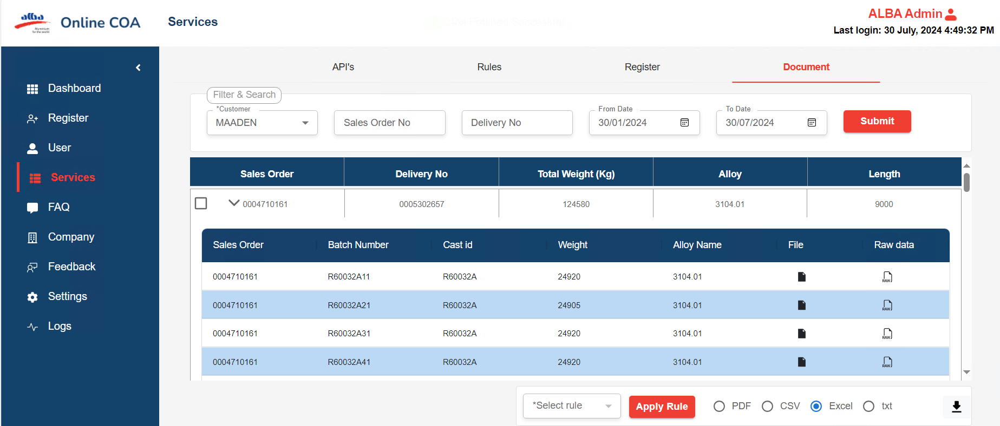 alba
Aluminium
for the world
Online COA
Services
ALBA Admin
Last login: 30 July, 2024 4:49:32 PM
Dashboard
Register
User
Services
FAQ
Company
Feedback
Settings
Logs
API's
Rules
Register
Document
Filter & Search
*Customer
MAADEN
Sales Order No
Delivery No
From Date
30/01/2024
To Date
30/07/2024
Submit
Sales Order Delivery No Total Weight (Kg) Alloy Length
0004710161 0005302657 124580 3104.01 9000
Sales Order Batch Number Cast id Weight Alloy Name File Raw data
0004710161 R60032A11 R60032A 24920 3104.01 RAW
0004710161 R60032A21 R60032A 24905 3104.01 RAW
0004710161 R60032A31 R60032A 24920 3104.01 RAW
0004710161 R60032A41 R60032A 24920 3104.01 RAW
*Select rule
Apply Rule
PDF
CSV
Excel
txt